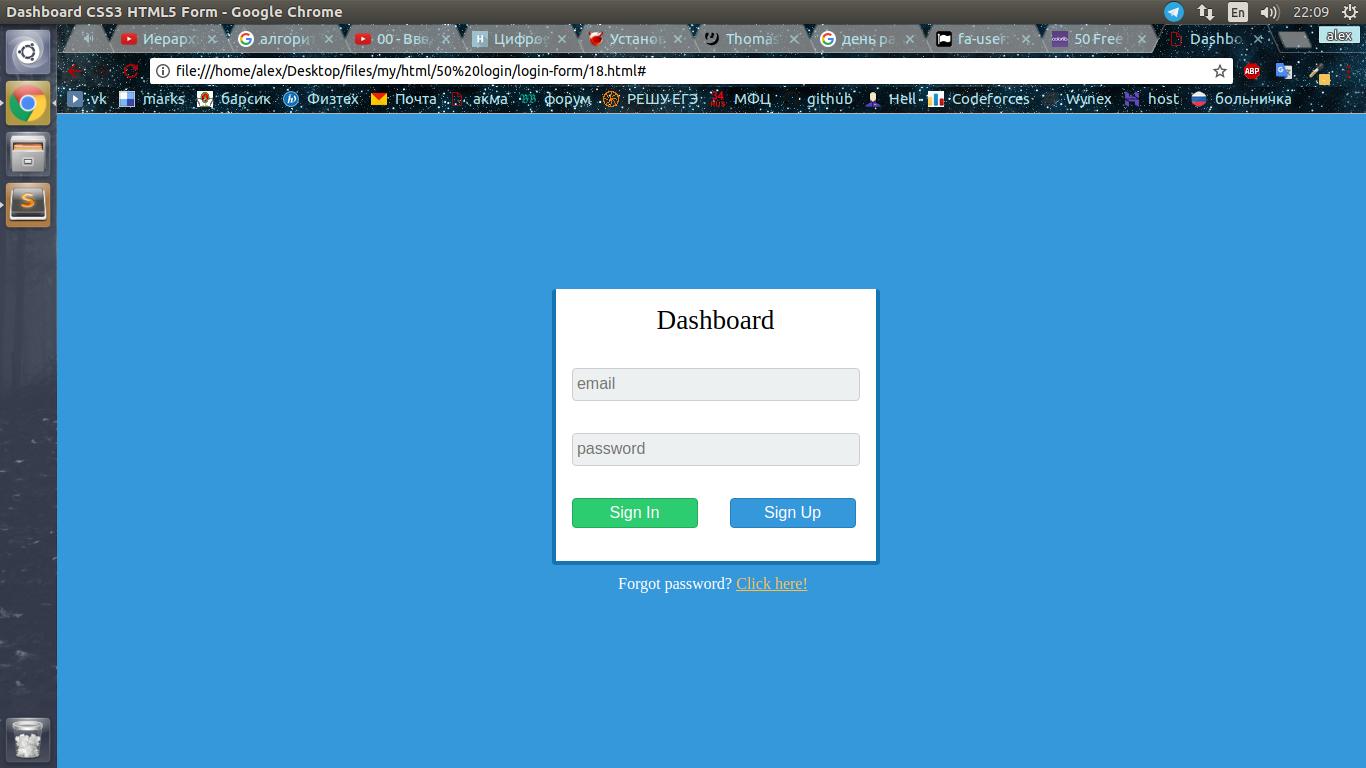 Dashboard CSS3 HTML5 Form - Google Chrome En 22:09
Иерарх алгорит 00 - Вве Цифро Устано Thomas день ра fa-user 50 Free Dashbo alex
file:///home/alex/Desktop/files/my/html/50%20login/login-form/18.html# ABP
vk marks барсик Физтех Почта акма форум РЕШУ ЕГЭ МФЦ github Hell Codeforces Wynex host больничка
Dashboard
email
password
Sign In Sign Up
Forgot password? Click here!